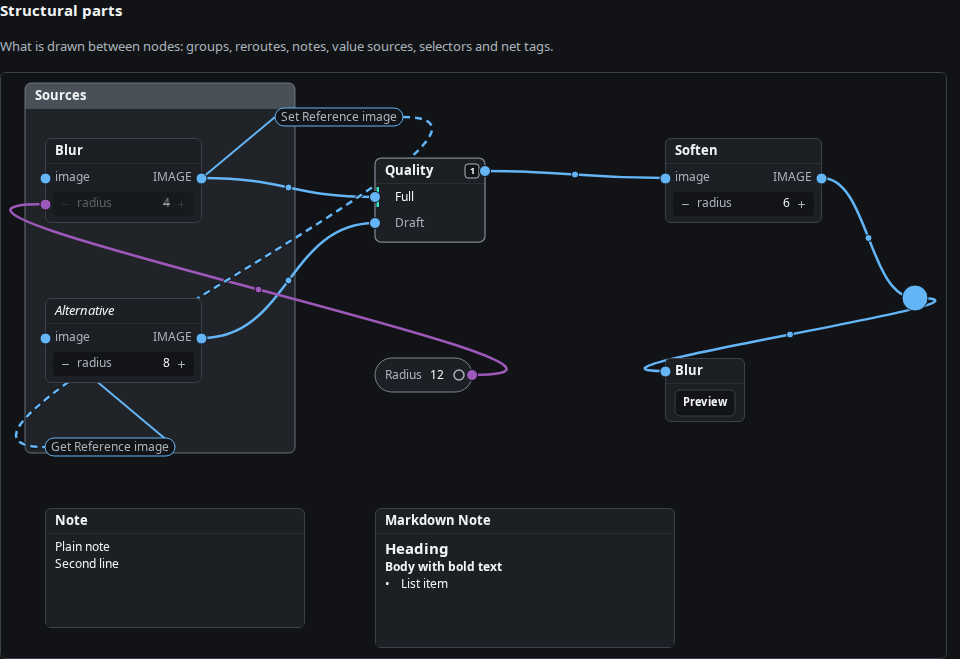 Structural parts
What is drawn between nodes: groups, reroutes, notes, value sources, selectors and net tags.
Sources
Set Reference image
Blur
image IMAGE
– radius 4 +
Quality 1
Full
Draft
Soften
image IMAGE
– radius 6 +
Alternative
image IMAGE
– radius 8 +
Radius 12
Blur
Preview
Get Reference image
Note
Plain note
Second line
Markdown Note
Heading
Body with bold text
• List item